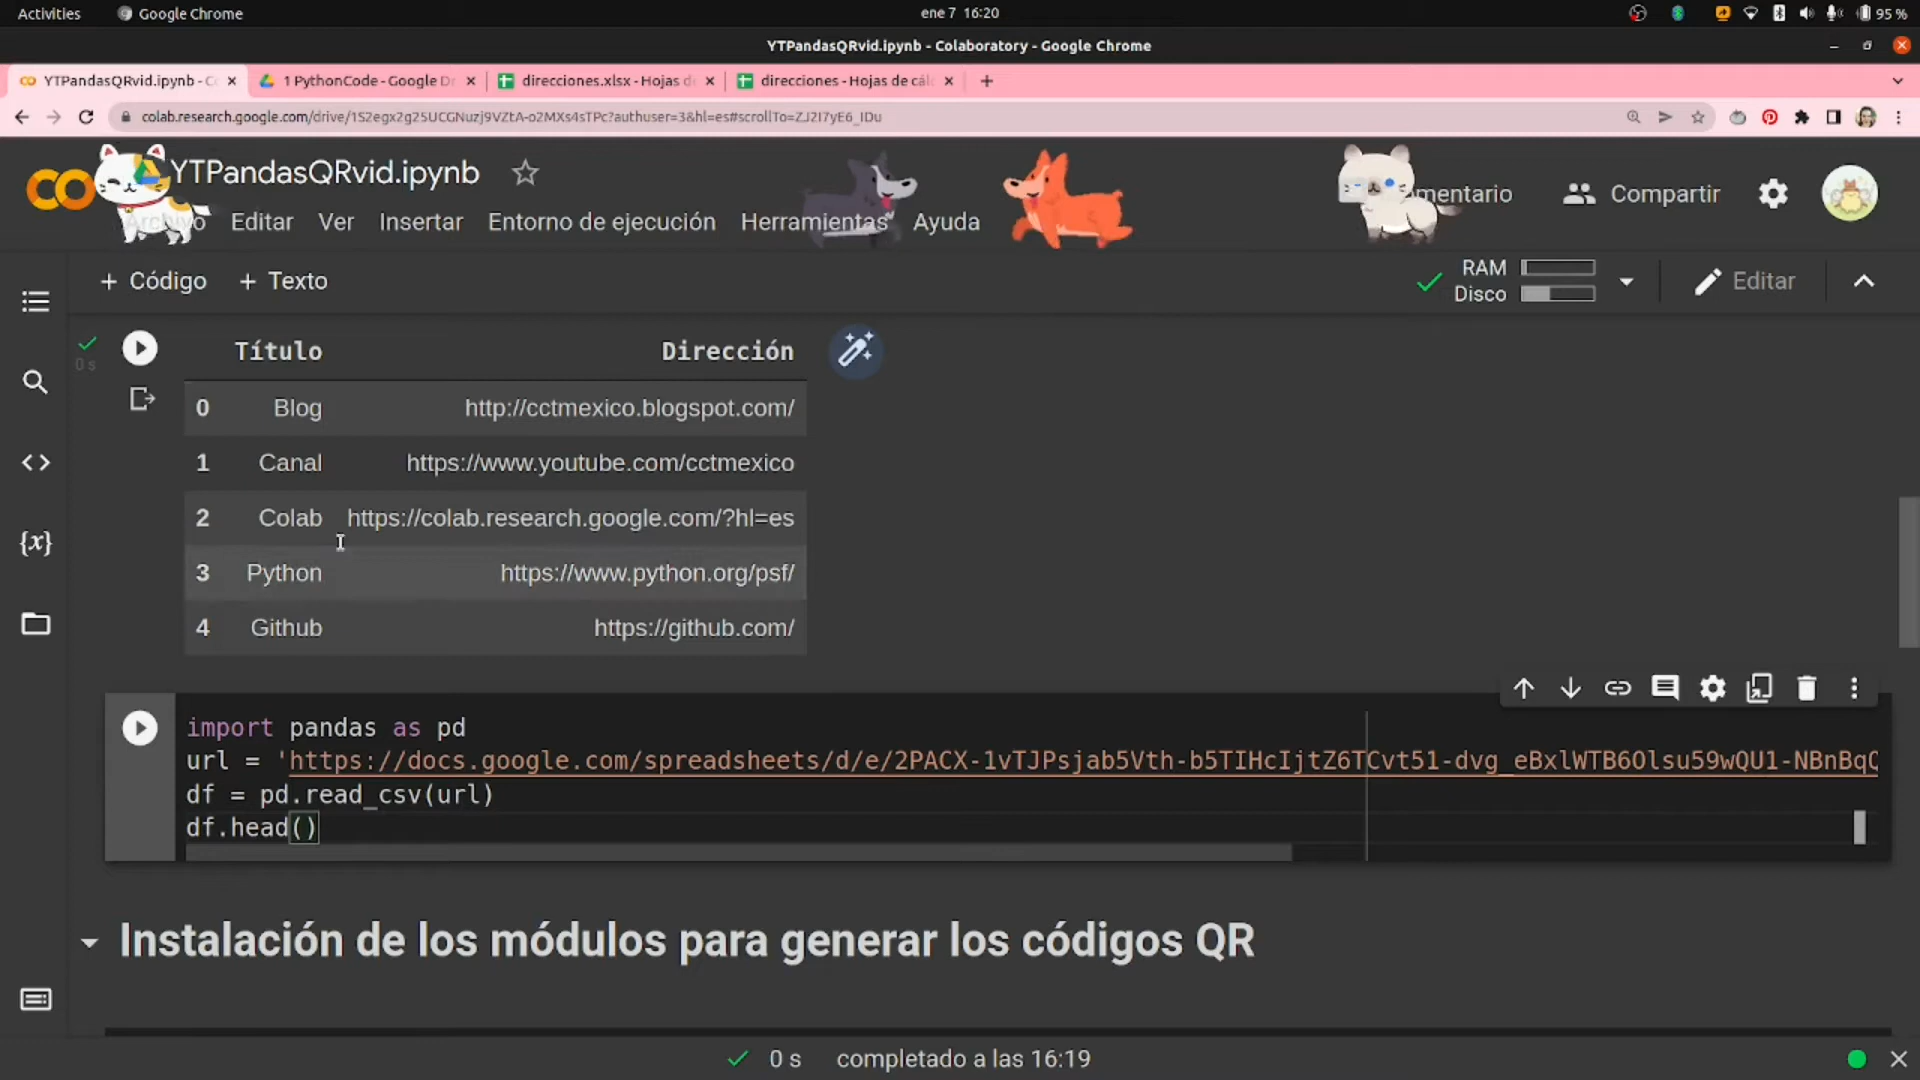 Activities
Google Chrome
ene 7 16:20
95 %
YTPandasQRvid.ipynb - Colaboratory - Google Chrome
YTPandasQRvid.ipynb - C
1 PythonCode - Google Dr
direcciones.xlsx - Hojas de
direcciones - Hojas de cál
colab.research.google.com/drive/1S2egx2g25UCGNuzj9VZtA-o2MXs4sTPc?authuser=3&hl=es#scrollTo=ZJ2I7yE6_IDu
YTPandasQRvid.ipynb
mentario
Compartir
Archivo Editar Ver Insertar Entorno de ejecución Herramientas Ayuda
+ Código + Texto
RAM
Disco
Editar
0 s
Título Dirección
0 Blog http://cctmexico.blogspot.com/
1 Canal https://www.youtube.com/cctmexico
2 Colab https://colab.research.google.com/?hl=es
3 Python https://www.python.org/psf/
4 Github https://github.com/
import pandas as pd
url = 'https://docs.google.com/spreadsheets/d/e/2PACX-1vTJPsjab5Vth-b5TIHcIjtZ6TCvt51-dvg_eBxlWTB6Olsu59wQU1-NBnBqQ
df = pd.read_csv(url)
df.head()
Instalación de los módulos para generar los códigos QR
0 s completado a las 16:19